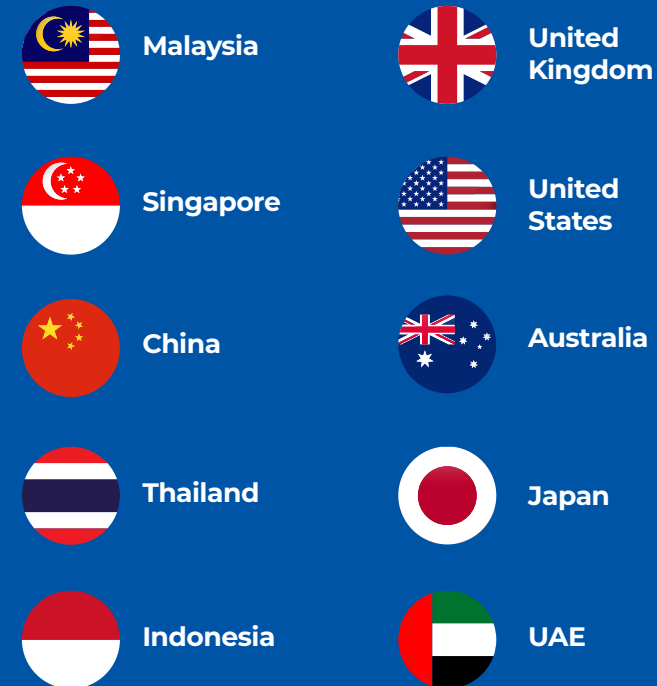 Malaysia
United
Kingdom
Singapore
United
States
China
Australia
Thailand
Japan
Indonesia
UAE